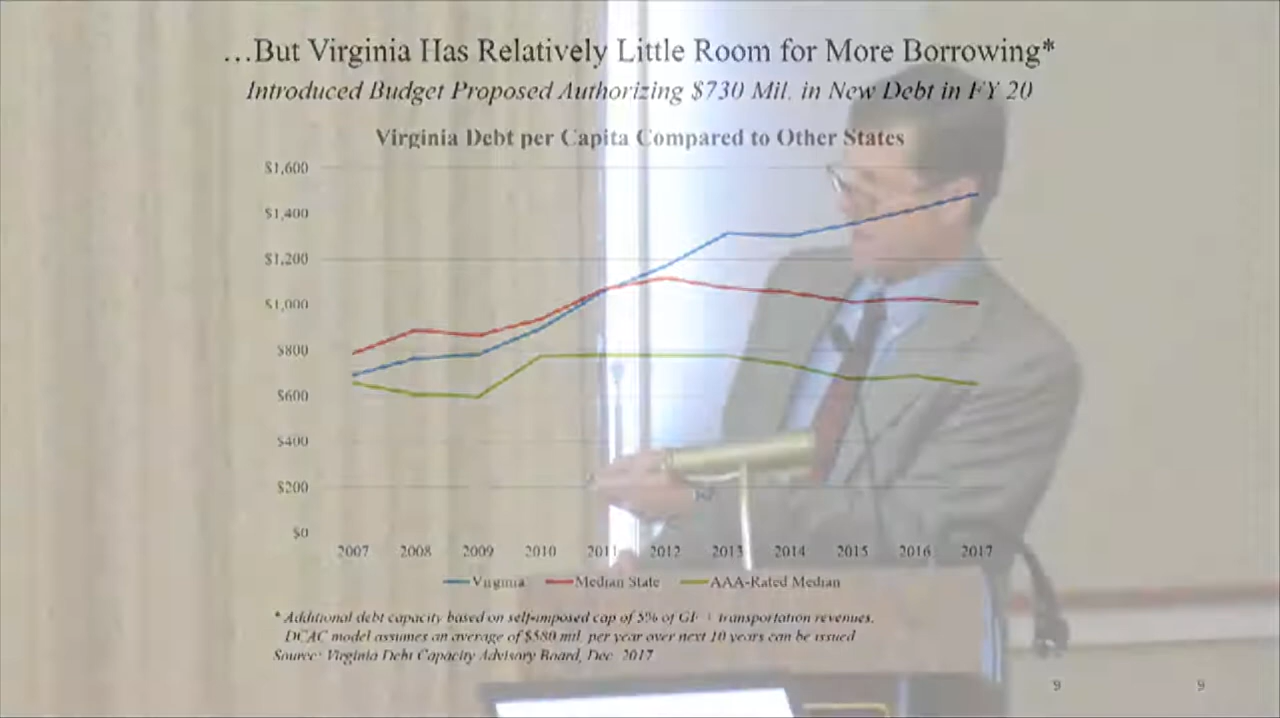 …But Virginia Has Relatively Little Room for More Borrowing*
Introduced Budget Proposed Authorizing $730 Mil. in New Debt in FY 20
Virginia Debt per Capita Compared to Other States
$1,600
$1,400
$1,200
$1,000
$800
$600
$400
$200
$0
2007 2008 2009 2010 2011 2012 2013 2014 2015 2016 2017
Virginia Median State AAA-Rated Median
* Additional debt capacity based on self-imposed cap of 5% of GF + transportation revenues.
DCAC model assumes an average of $580 mil. per year over next 10 years can be issued
Source: Virginia Debt Capacity Advisory Board, Dec. 2017
9 9